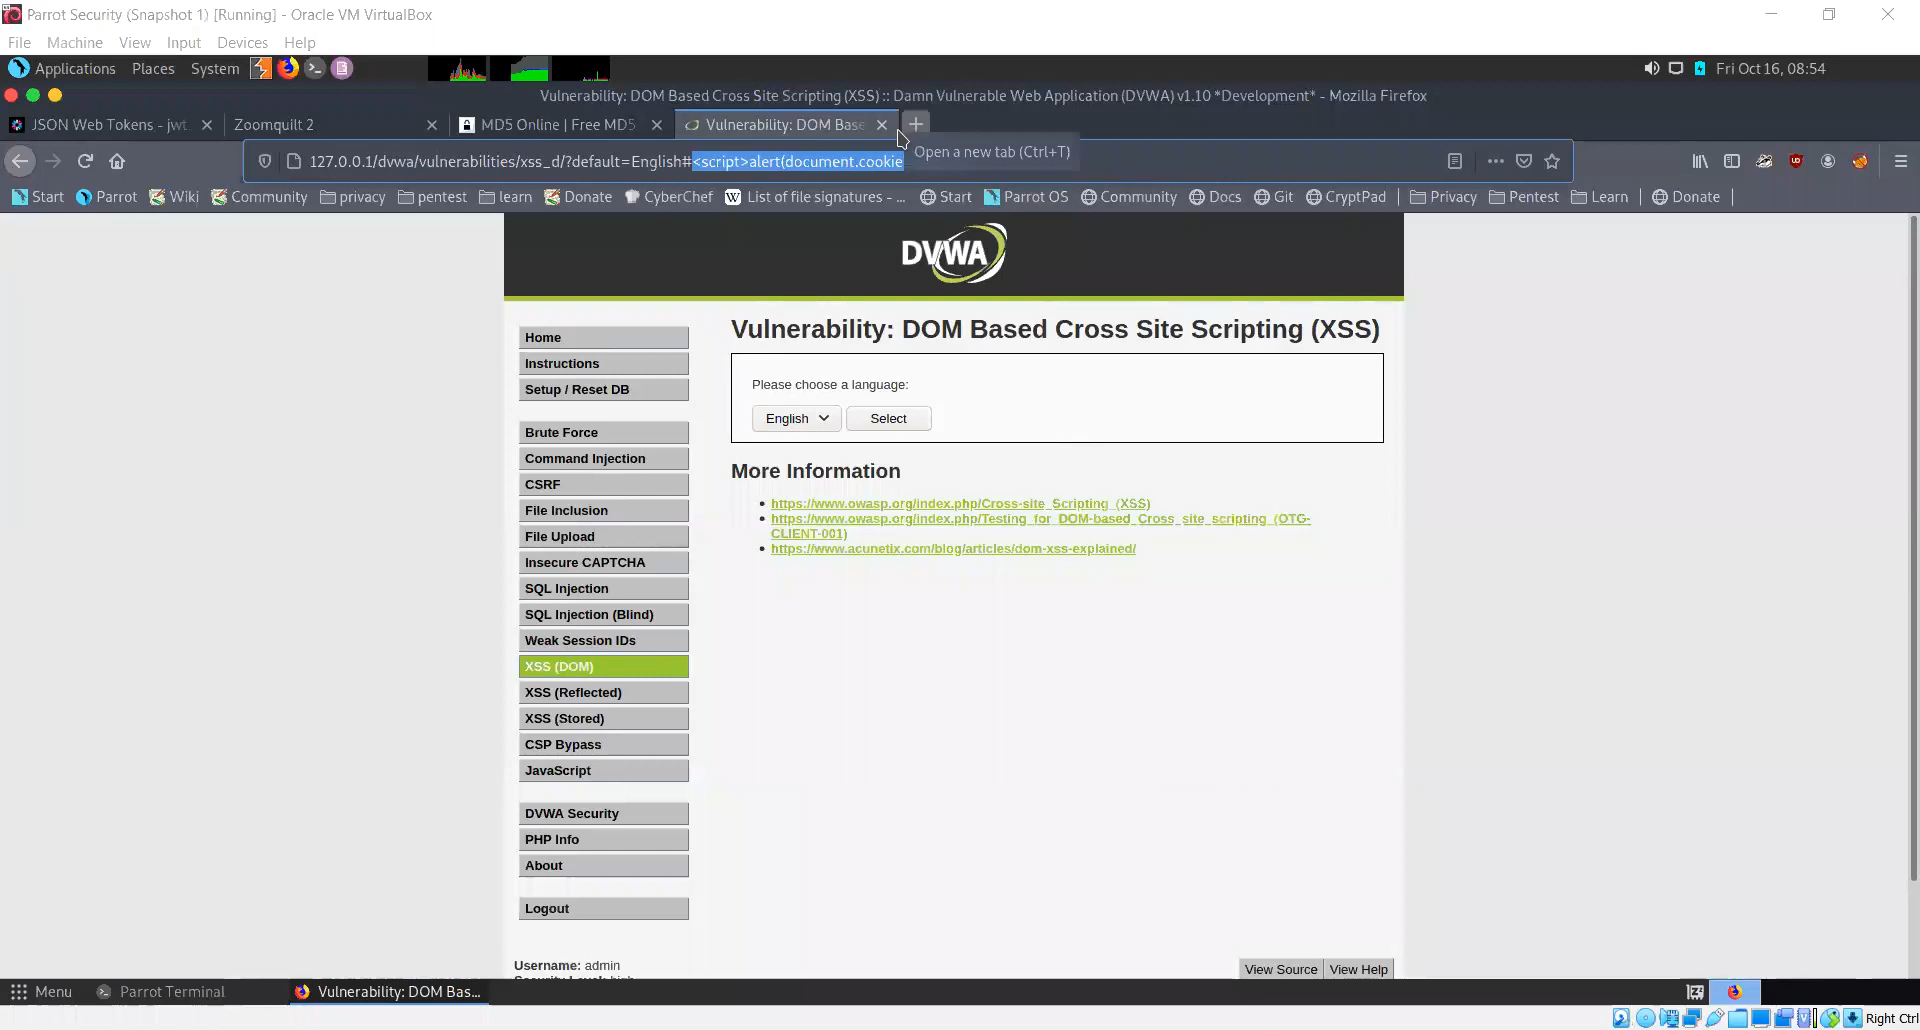 Parrot Security (Snapshot 1) [Running] - Oracle VM VirtualBox
File Machine View Input Devices Help
Applications Places System Fri Oct 16, 08:54
Vulnerability: DOM Based Cross Site Scripting (XSS) :: Damn Vulnerable Web Application (DVWA) v1.10 *Development* - Mozilla Firefox
JSON Web Tokens - jwt. Zoomquilt 2 MD5 Online | Free MD5 Vulnerability: DOM Base
Open a new tab (Ctrl+T)
127.0.0.1/dvwa/vulnerabilities/xss_d/?default=English#<script>alert(document.cookie
Start Parrot Wiki Community privacy pentest learn Donate CyberChef List of file signatures - ... Start Parrot OS Community Docs Git CryptPad Privacy Pentest Learn Donate
DVWA
Vulnerability: DOM Based Cross Site Scripting (XSS)
Please choose a language:
English Select
More Information
https://www.owasp.org/index.php/Cross-site_Scripting_(XSS)
https://www.owasp.org/index.php/Testing_for_DOM-based_Cross_site_scripting_(OTG-
CLIENT-001)
https://www.acunetix.com/blog/articles/dom-xss-explained/
Home
Instructions
Setup / Reset DB
Brute Force
Command Injection
CSRF
File Inclusion
File Upload
Insecure CAPTCHA
SQL Injection
SQL Injection (Blind)
Weak Session IDs
XSS (DOM)
XSS (Reflected)
XSS (Stored)
CSP Bypass
JavaScript
DVWA Security
PHP Info
About
Logout
Username: admin
View Source View Help
Menu Parrot Terminal Vulnerability: DOM Bas...
Right Ctrl